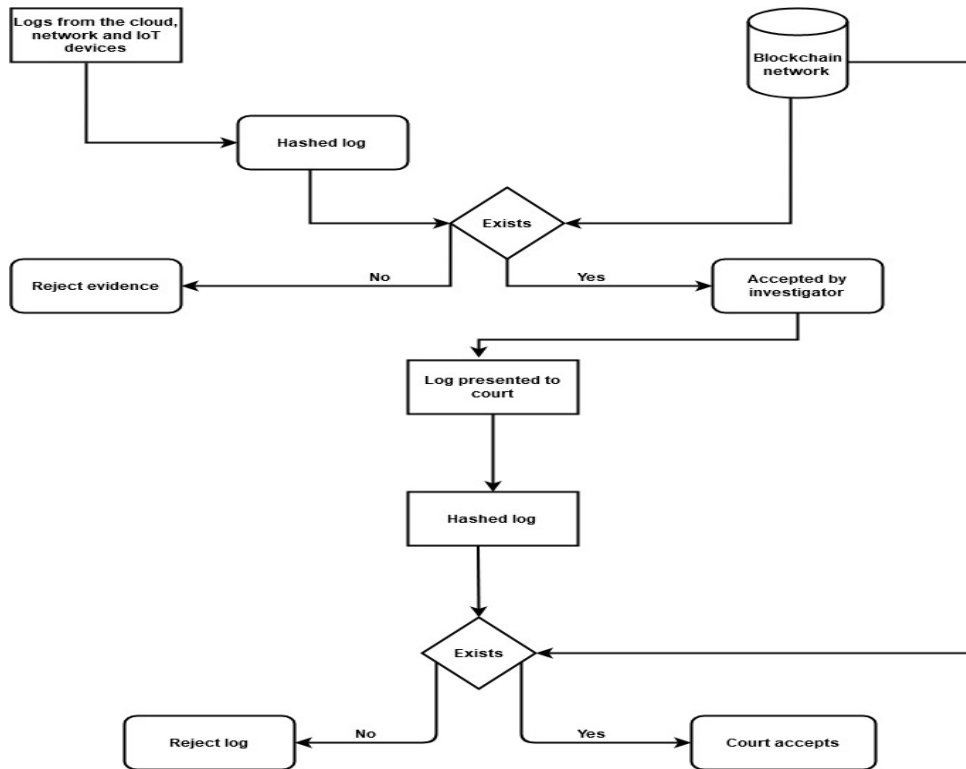 Logs from the cloud,
network and IoT
devices
Blockchain
network
Hashed log
Exists
No
Yes
Reject evidence
Accepted by
investigator
Log presented to
court
Hashed log
Exists
No
Yes
Reject log
Court accepts